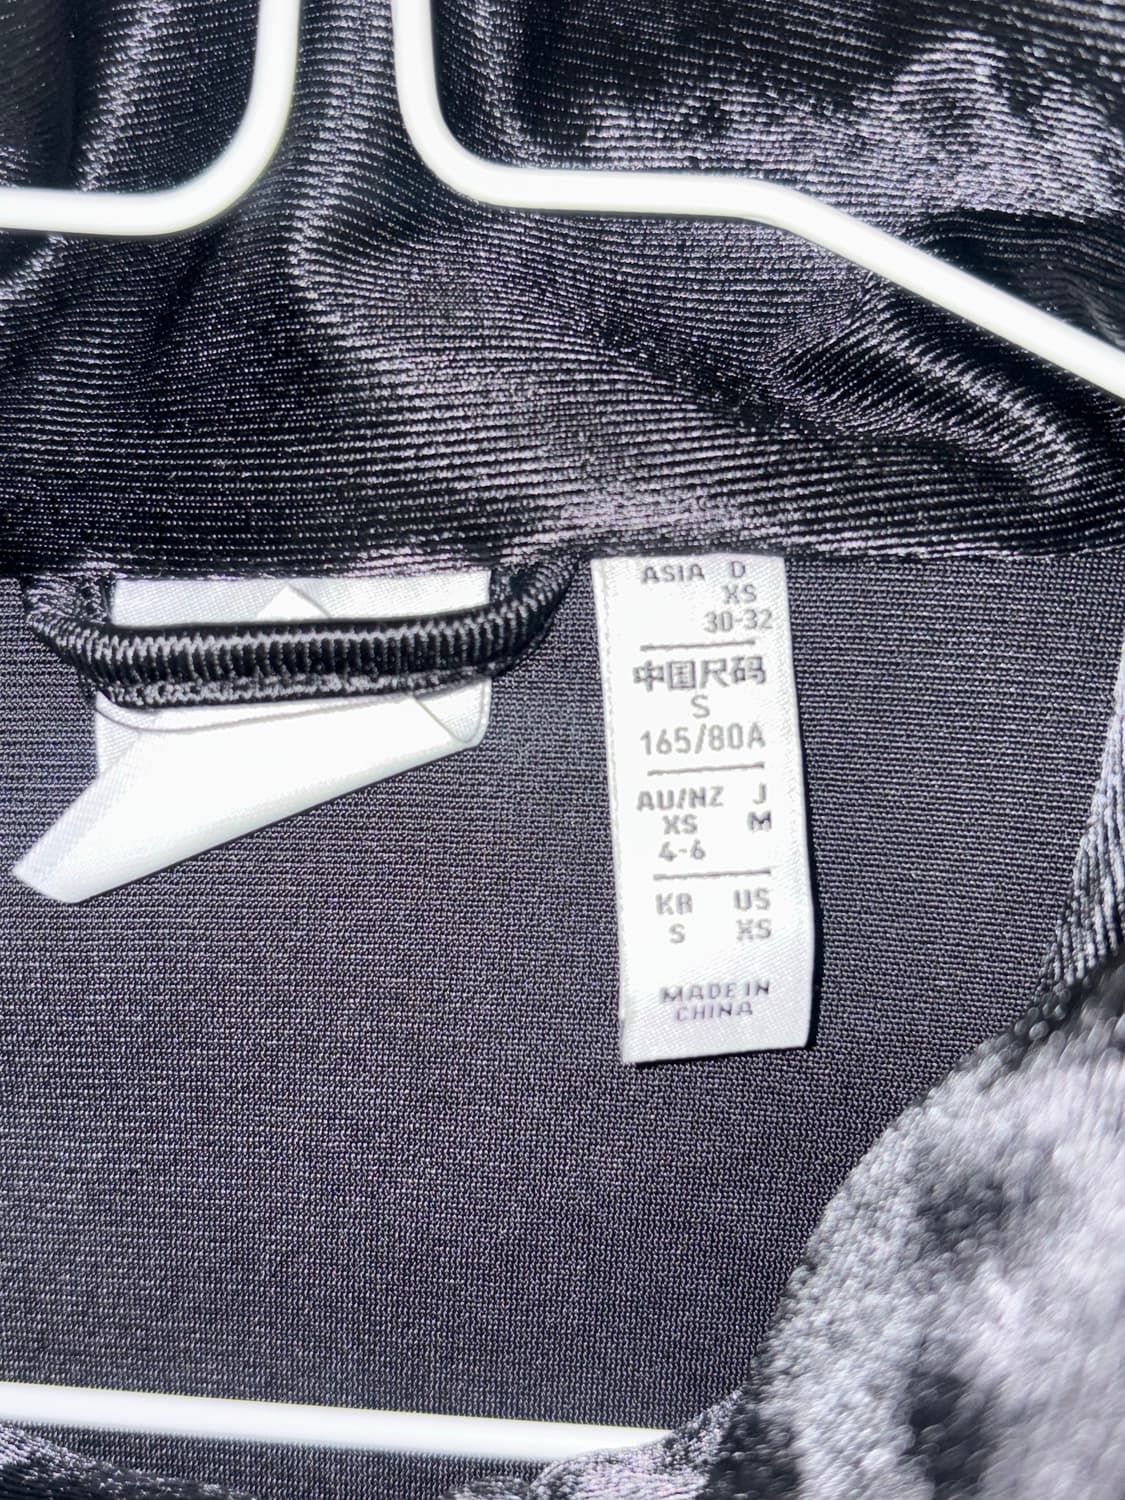 ASIA D
XS
30-32
中国尺码
S
165/80A
AU/NZ J
XS M
4-6
KR US
S XS
MADE IN
CHINA